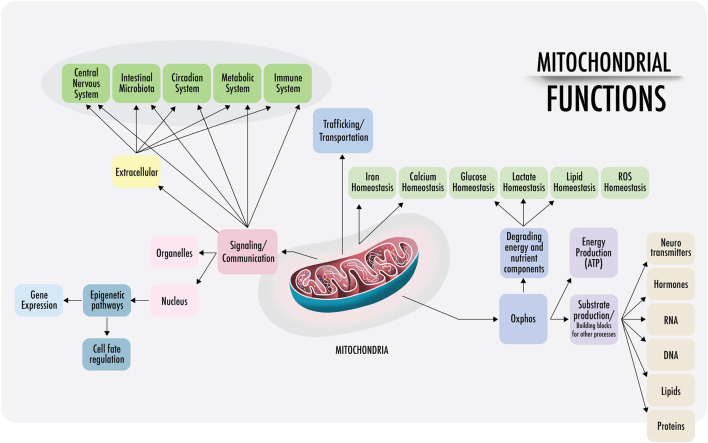 MITOCHONDRIAL
FUNCTIONS
Central
Nervous
System
Intestinal
Microbiota
Circadian
System
Metabolic
System
Immune
System
Trafficking/
Transportation
Extracellular
Iron
Homeostasis
Calcium
Homeostasis
Glucose
Homeostasis
Lactate
Homeostasis
Lipid
Homeostasis
ROS
Homeostasis
Signaling/
Communication
Organelles
Nucleus
Epigenetic
pathways
Gene
Expression
Cell fate
regulation
MITOCHONDRIA
Degrading
energy and
nutrient
components
Energy
Production
(ATP)
Oxphos
Substrate
production/
Building blocks
for other processes
Neuro
transmitters
Hormones
RNA
DNA
Lipids
Proteins